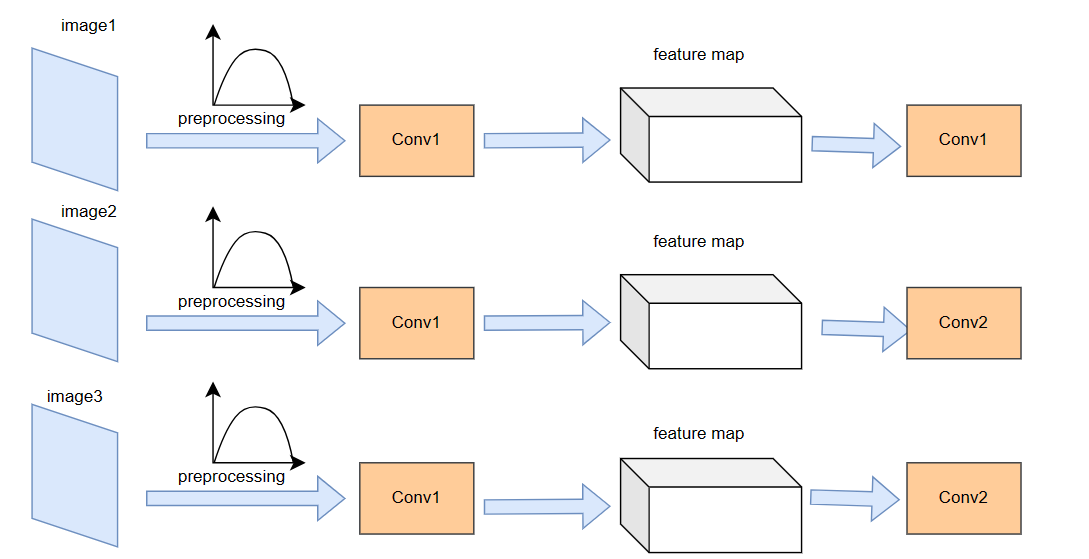 image1
preprocessing
Conv1
feature map
Conv1
image2
preprocessing
Conv1
feature map
Conv2
image3
preprocessing
Conv1
feature map
Conv2